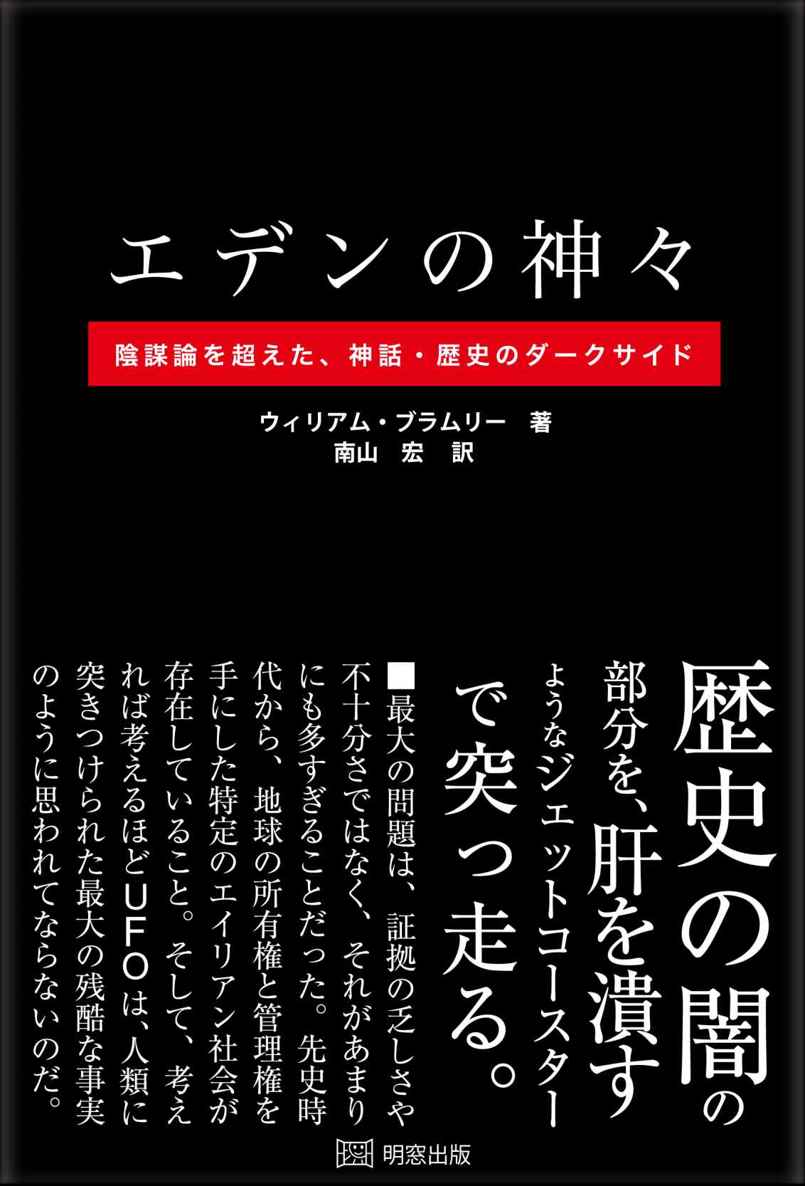 エデンの神々
陰謀論を超えた、神話・歴史のダークサイド
ウィリアム・ブラムリー 著
南山 宏 訳
歴史の闇の
部分を、肝を潰す
ようなジェットコースター
で突っ走る。
■最大の問題は、証拠の乏しさや
不十分さではなく、それがあまり
にも多すぎることだった。先史時
代から、地球の所有権と管理権を
手にした特定のエイリアン社会が
存在していること。そして、考え
れば考えるほどUFOは、人類に
突きつけられた最大の残酷な事実
のように思われてならないのだ。
明窓出版